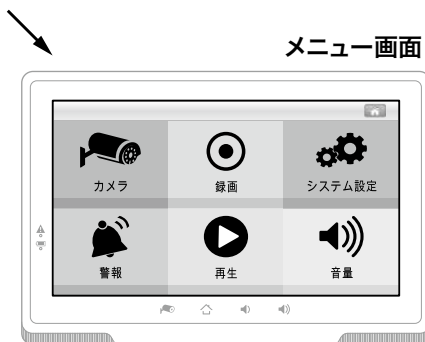 メニュー画面
カメラ
録画
システム設定
警報
再生
音量